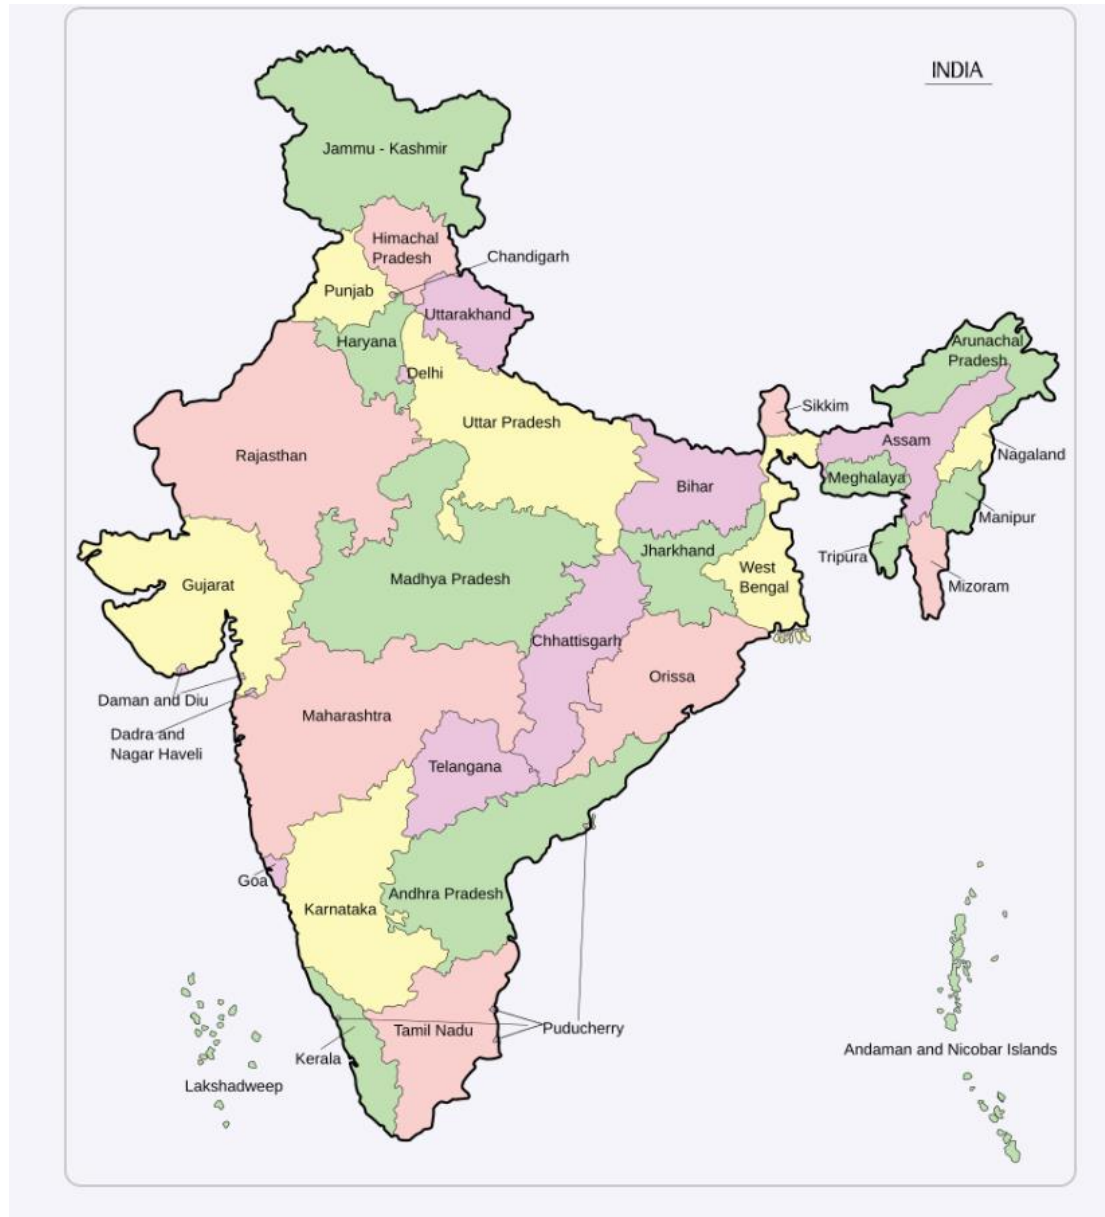 INDIA
Jammu - Kashmir
Himachal
Pradesh
Chandigarh
Punjab
Uttarakhand
Haryana
Delhi
Arunachal
Pradesh
Sikkim
Uttar Pradesh
Assam
Nagaland
Rajasthan
Meghalaya
Bihar
Manipur
Jharkhand
Tripura
West
Bengal
Madhya Pradesh
Gujarat
Mizoram
Chhattisgarh
Orissa
Daman and Diu
Maharashtra
Dadra and
Nagar Haveli
Telangana
Goa
Andhra Pradesh
Karnataka
Puducherry
Tamil Nadu
Andaman and Nicobar Islands
Kerala
Lakshadweep